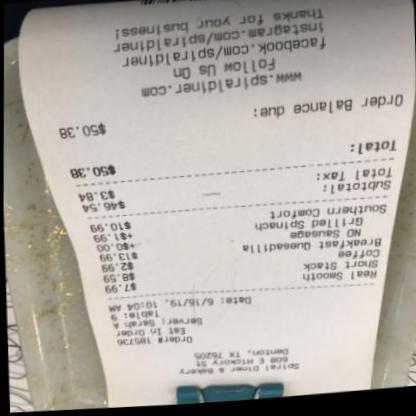 Spiral Diner & Bakery
608 E Hickory St
Denton, TX 76205
Order# 185736
Eat In Order
Server: Sarah A
Table: 9
Date: 6/16/19, 10:04 AM
Real Smooth $7.99
Short Stack $8.59
Coffee $2.99
Breakfast Quesadilla $13.99
NO Sausage +$0.00
Grilled Spinach +$1.99
Southern Comfort $10.99
Subtotal: $46.54
Total Tax: $3.84
Total: $50.38
Order Balance due: $50.38
www.spiraldiner.com
Follow Us On
facebook.com/spiraldiner
instagram.com/spiraldiner
Thanks for your business!